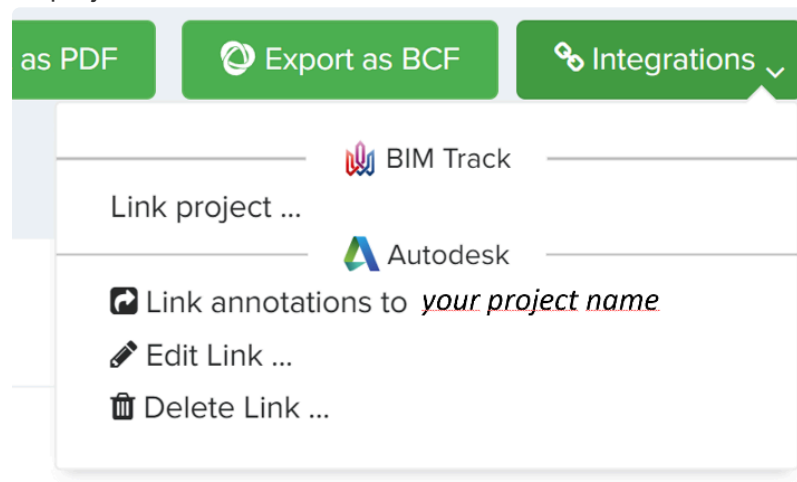 as PDF
Export as BCF
Integrations
BIM Track
Link project ...
Autodesk
Link annotations to your project name
Edit Link ...
Delete Link ...